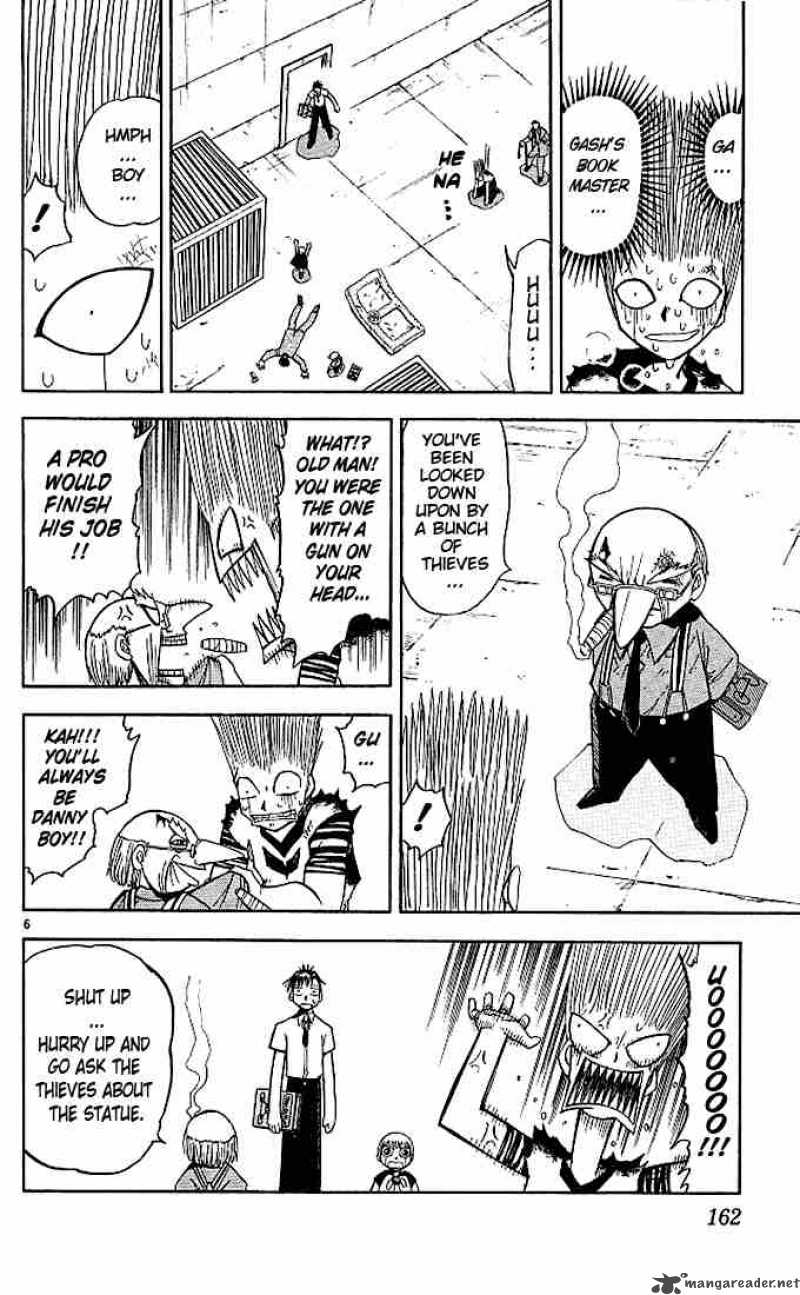 GA
...
GASH'S
BOOK
MASTER
...
HE
NA
...
HUUU...
HMPH
...
BOY
...
!
YOU'VE
BEEN
LOOKED
DOWN
UPON BY
A BUNCH
OF
THIEVES
...
!
WHAT!?
OLD MAN!
YOU WERE
THE ONE
WITH A
GUN ON
YOUR
HEAD...
A PRO
WOULD
FINISH
HIS JOB
!!
GU
...
KAH!!!
YOU'LL
ALWAYS
BE
DANNY
BOY!!
6
UOOOOOOO!!!
SHUT UP
...
HURRY UP AND
GO ASK THE
THIEVES ABOUT
THE STATUE.
162
mangareader.net